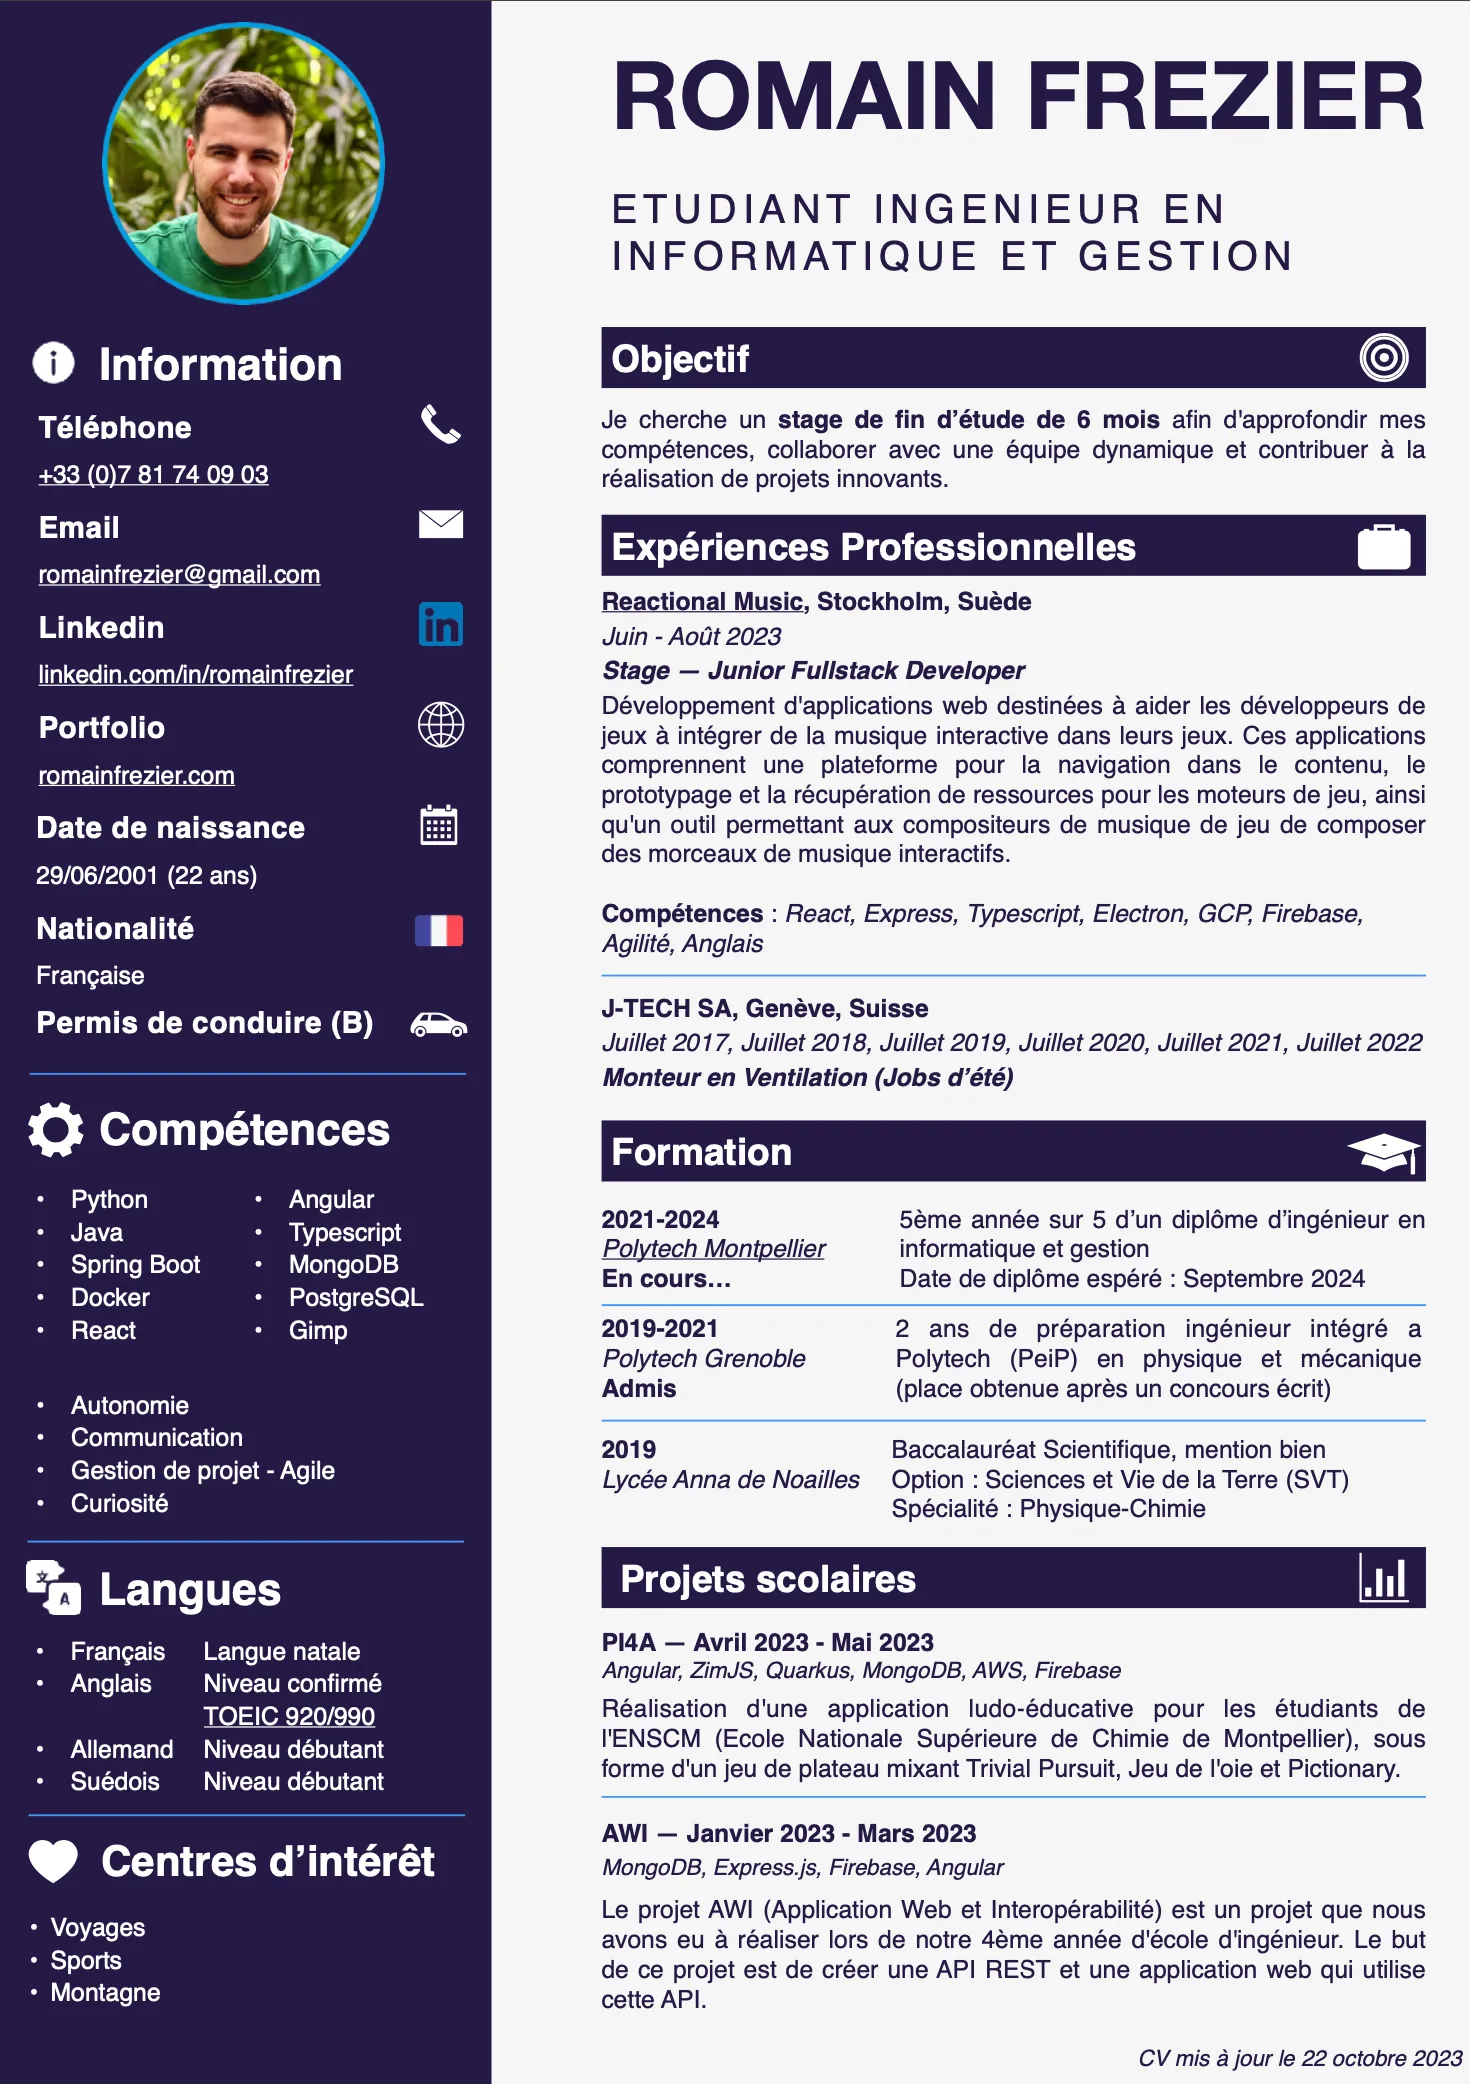 ROMAIN FREZIER
ETUDIANT INGENIEUR EN
INFORMATIQUE ET GESTION
Information
Téléphone
+33 (0)7 81 74 09 03
Email
romainfrezier@gmail.com
Linkedin
linkedin.com/in/romainfrezier
Portfolio
romainfrezier.com
Date de naissance
29/06/2001 (22 ans)
Nationalité
Française
Permis de conduire (B)
Compétences
• Python
• Java
• Spring Boot
• Docker
• React
• Angular
• Typescript
• MongoDB
• PostgreSQL
• Gimp
• Autonomie
• Communication
• Gestion de projet - Agile
• Curiosité
Langues
• Français Langue natale
• Anglais Niveau confirmé
TOEIC 920/990
• Allemand Niveau débutant
• Suédois Niveau débutant
Centres d’intérêt
• Voyages
• Sports
• Montagne
Objectif
Je cherche un stage de fin d’étude de 6 mois afin d'approfondir mes
compétences, collaborer avec une équipe dynamique et contribuer à la
réalisation de projets innovants.
Expériences Professionnelles
Reactional Music, Stockholm, Suède
Juin - Août 2023
Stage — Junior Fullstack Developer
Développement d'applications web destinées à aider les développeurs de
jeux à intégrer de la musique interactive dans leurs jeux. Ces applications
comprennent une plateforme pour la navigation dans le contenu, le
prototypage et la récupération de ressources pour les moteurs de jeu, ainsi
qu'un outil permettant aux compositeurs de musique de jeu de composer
des morceaux de musique interactifs.
Compétences : React, Express, Typescript, Electron, GCP, Firebase,
Agilité, Anglais
J-TECH SA, Genève, Suisse
Juillet 2017, Juillet 2018, Juillet 2019, Juillet 2020, Juillet 2021, Juillet 2022
Monteur en Ventilation (Jobs d’été)
Formation
2021-2024
Polytech Montpellier
En cours…
5ème année sur 5 d’un diplôme d’ingénieur en
informatique et gestion
Date de diplôme espéré : Septembre 2024
2019-2021
Polytech Grenoble
Admis
2 ans de préparation ingénieur intégré a
Polytech (PeiP) en physique et mécanique
(place obtenue après un concours écrit)
2019
Lycée Anna de Noailles
Baccalauréat Scientifique, mention bien
Option : Sciences et Vie de la Terre (SVT)
Spécialité : Physique-Chimie
Projets scolaires
PI4A — Avril 2023 - Mai 2023
Angular, ZimJS, Quarkus, MongoDB, AWS, Firebase
Réalisation d'une application ludo-éducative pour les étudiants de
l'ENSCM (Ecole Nationale Supérieure de Chimie de Montpellier), sous
forme d'un jeu de plateau mixant Trivial Pursuit, Jeu de l'oie et Pictionary.
AWI — Janvier 2023 - Mars 2023
MongoDB, Express.js, Firebase, Angular
Le projet AWI (Application Web et Interopérabilité) est un projet que nous
avons eu à réaliser lors de notre 4ème année d'école d'ingénieur. Le but
de ce projet est de créer une API REST et une application web qui utilise
cette API.
CV mis à jour le 22 octobre 2023